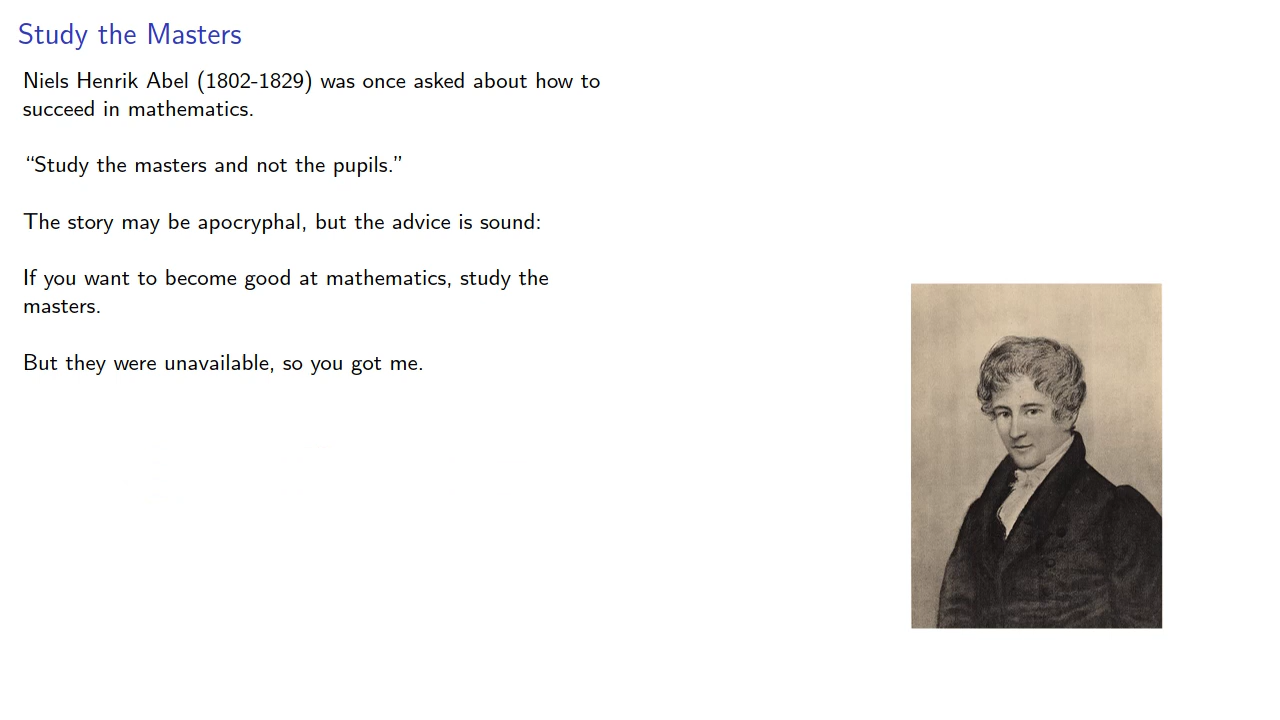 Study the Masters
Niels Henrik Abel (1802-1829) was once asked about how to
succeed in mathematics.
“Study the masters and not the pupils.”
The story may be apocryphal, but the advice is sound:
If you want to become good at mathematics, study the
masters.
But they were unavailable, so you got me.